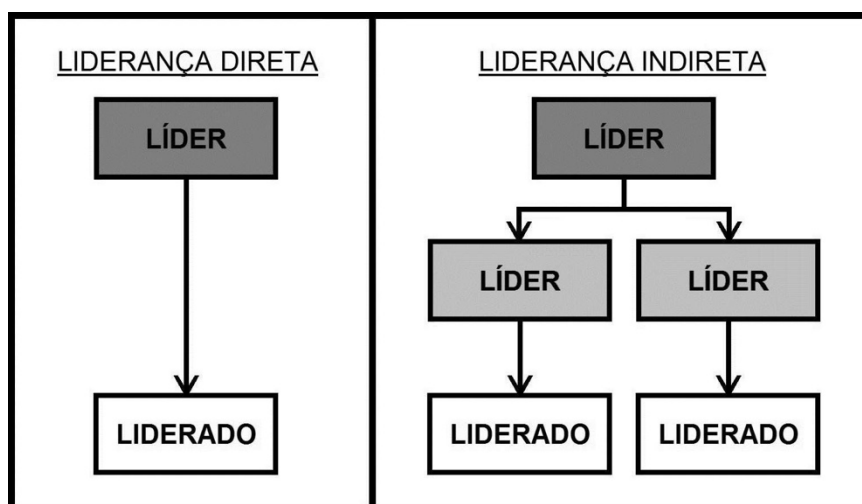 LIDERANÇA DIRETA
LÍDER
LIDERADO
LIDERANÇA INDIRETA
LÍDER
LÍDER
LÍDER
LIDERADO
LIDERADO